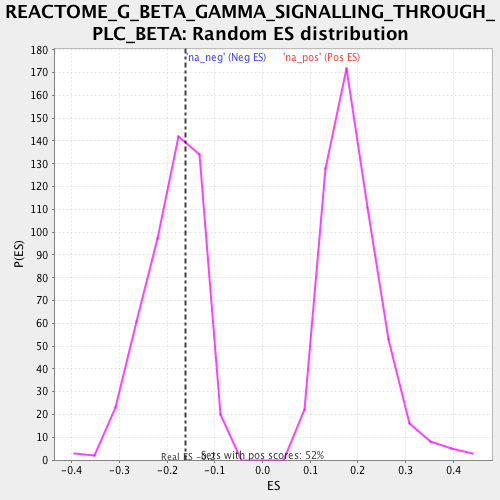 REACTOME_G_BETA_GAMMA_SIGNALLING_THROUGH_
PLC_BETA: Random ES distribution
'na_neg' (Neg ES)
'na_pos' (Pos ES)
180
170
160
150
140
130
120
110
100
90
80
70
60
50
40
30
20
10
0
P(ES)
Real ES
Sets with pos scores: 52%
-0.4 -0.3 -0.2 -0.1 0.0 0.1 0.2 0.3 0.4
ES